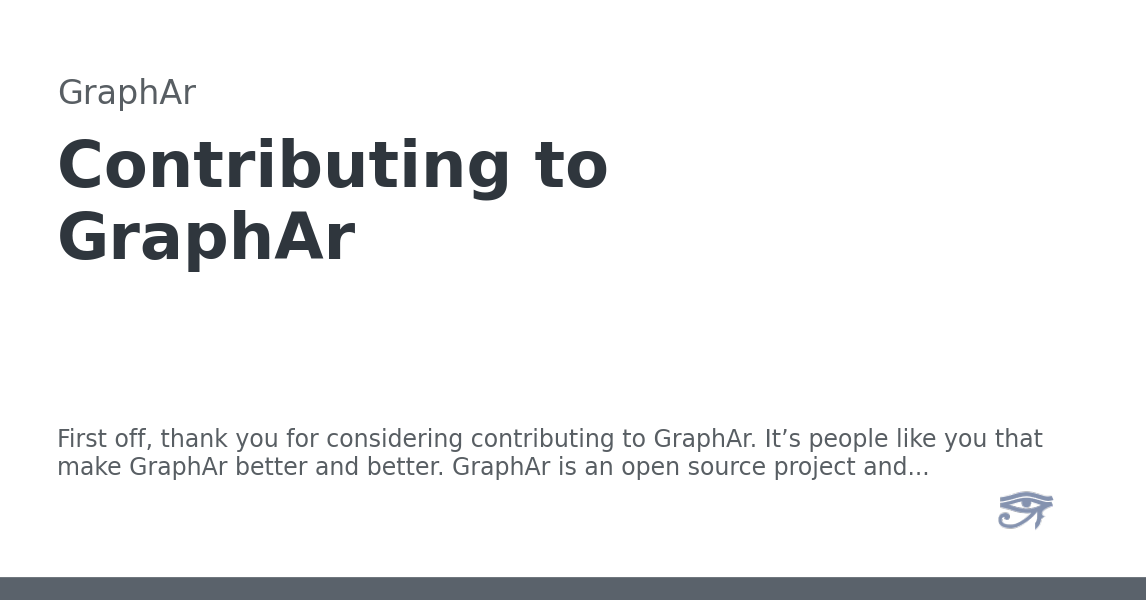 GraphAr
Contributing to
GraphAr
First off, thank you for considering contributing to GraphAr. It’s people like you that
make GraphAr better and better. GraphAr is an open source project and...